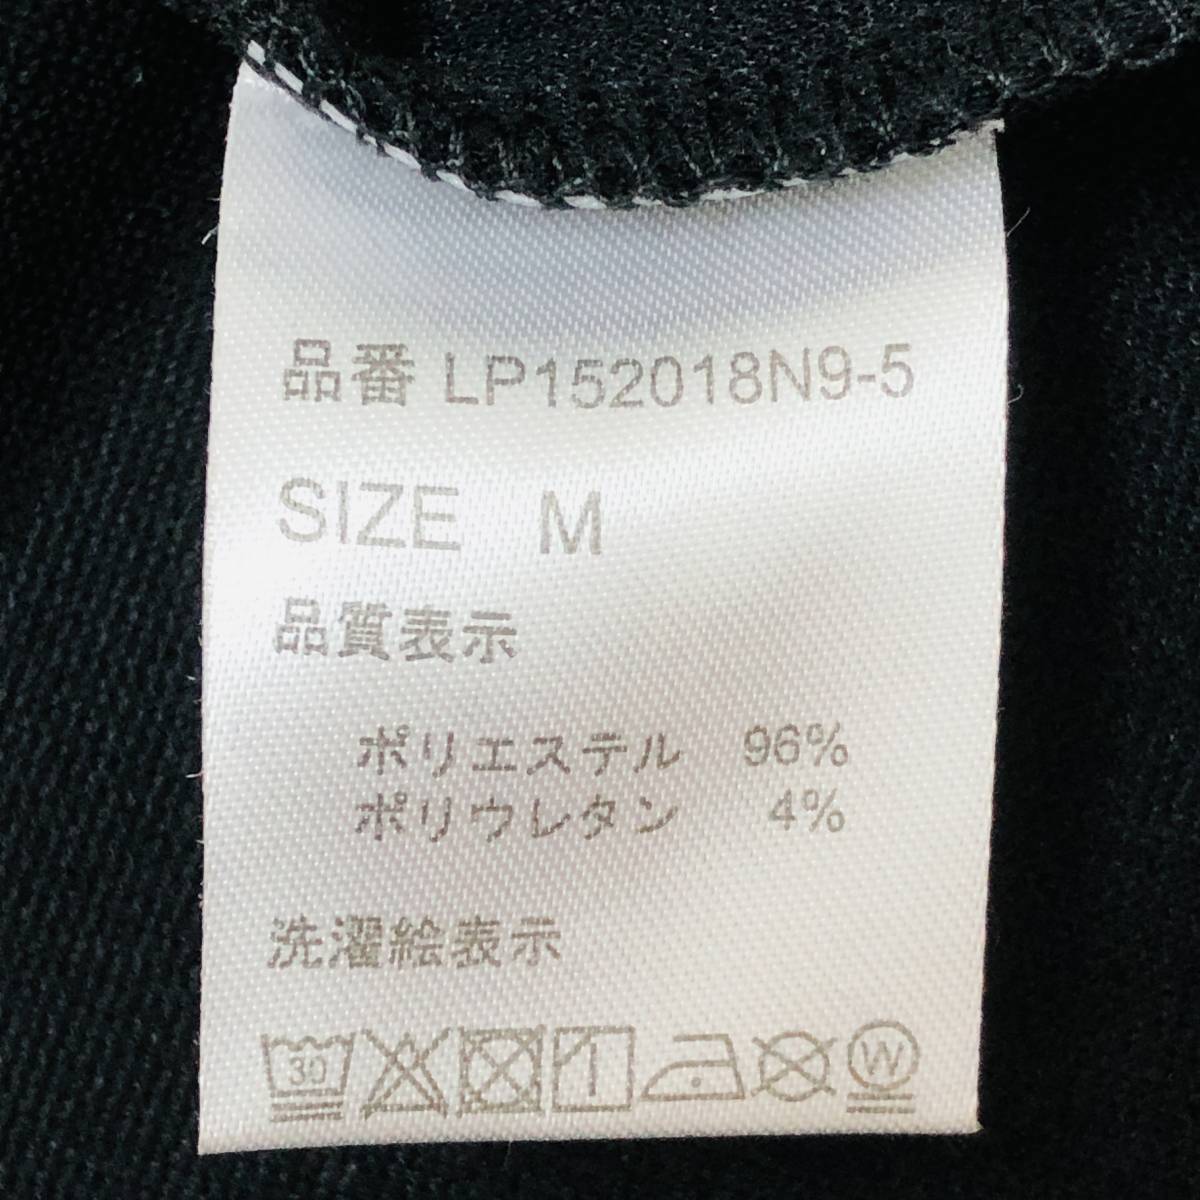 品番 LP152018N9-5
SIZE M
品質表示
ポリエステル 96%
ポリウレタン 4%
洗濯絵表示
30 W